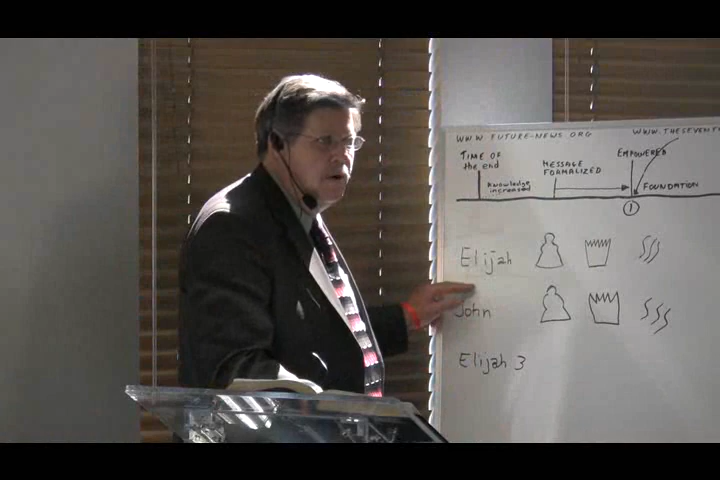 WWW.FUTURE-NEWS.ORG WWW.THESEVENT
TIME OF the end
MESSAGE FORMALIZED
EMPOWERED
Knowledge increased
FOUNDATION
1
Elijah
John
Elijah 3